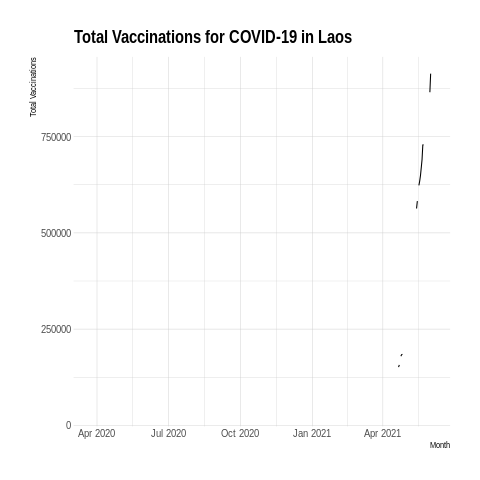 Total Vaccinations for COVID-19 in Laos
Total Vaccinations
750000
500000
250000
0
Apr 2020 Jul 2020 Oct 2020 Jan 2021 Apr 2021
Month